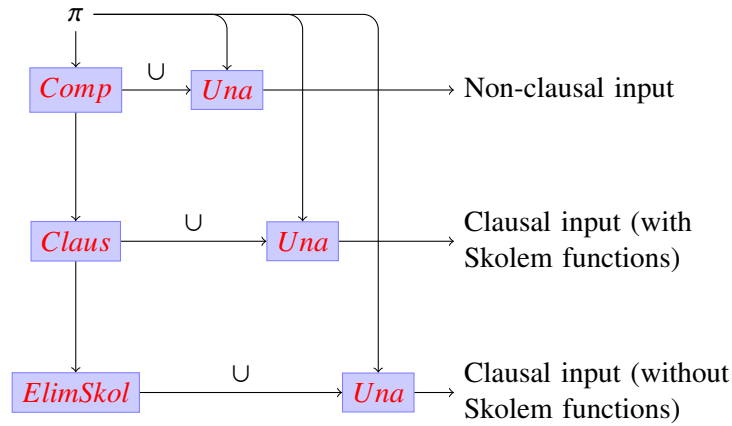 π
Comp
∪
Una
Non-clausal input
Claus
∪
Una
Clausal input (with
Skolem functions)
ElimSkol
∪
Una
Clausal input (without
Skolem functions)